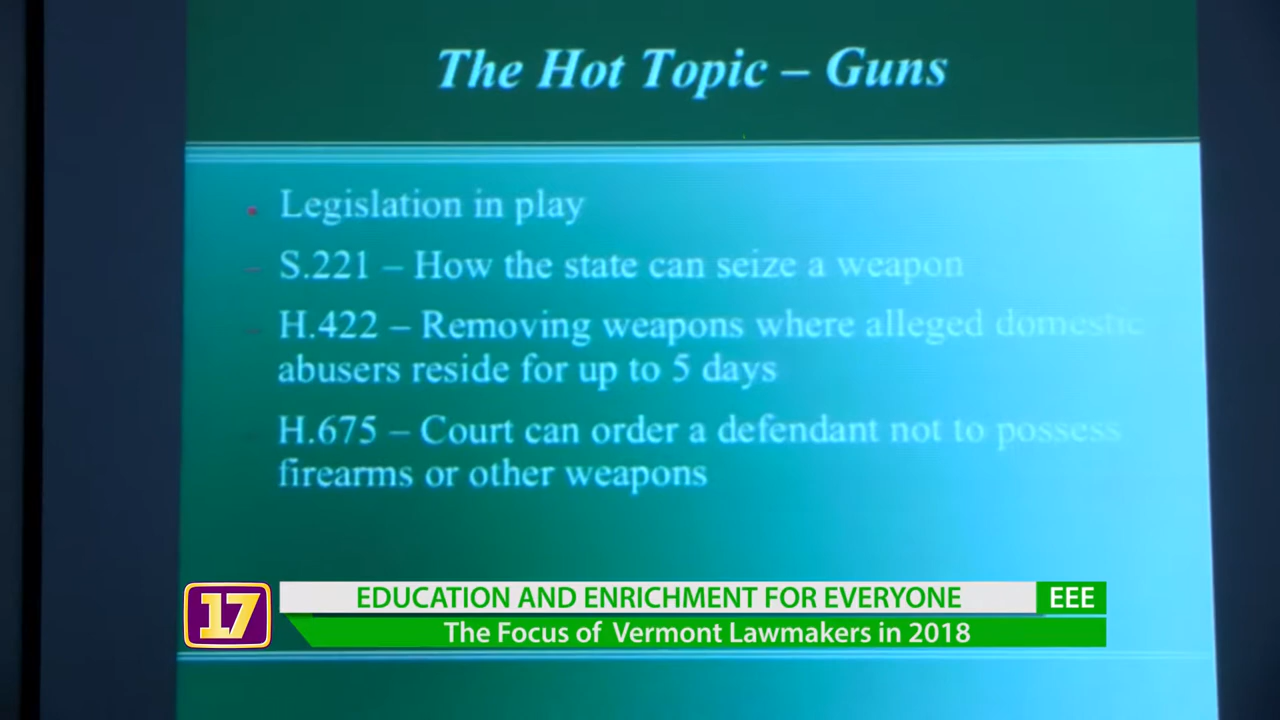 The Hot Topic – Guns
Legislation in play
S.221 – How the state can seize a weapon
H.422 – Removing weapons where alleged domestic
abusers reside for up to 5 days
H.675 – Court can order a defendant not to possess
firearms or other weapons
17
EDUCATION AND ENRICHMENT FOR EVERYONE
EEE
The Focus of Vermont Lawmakers in 2018